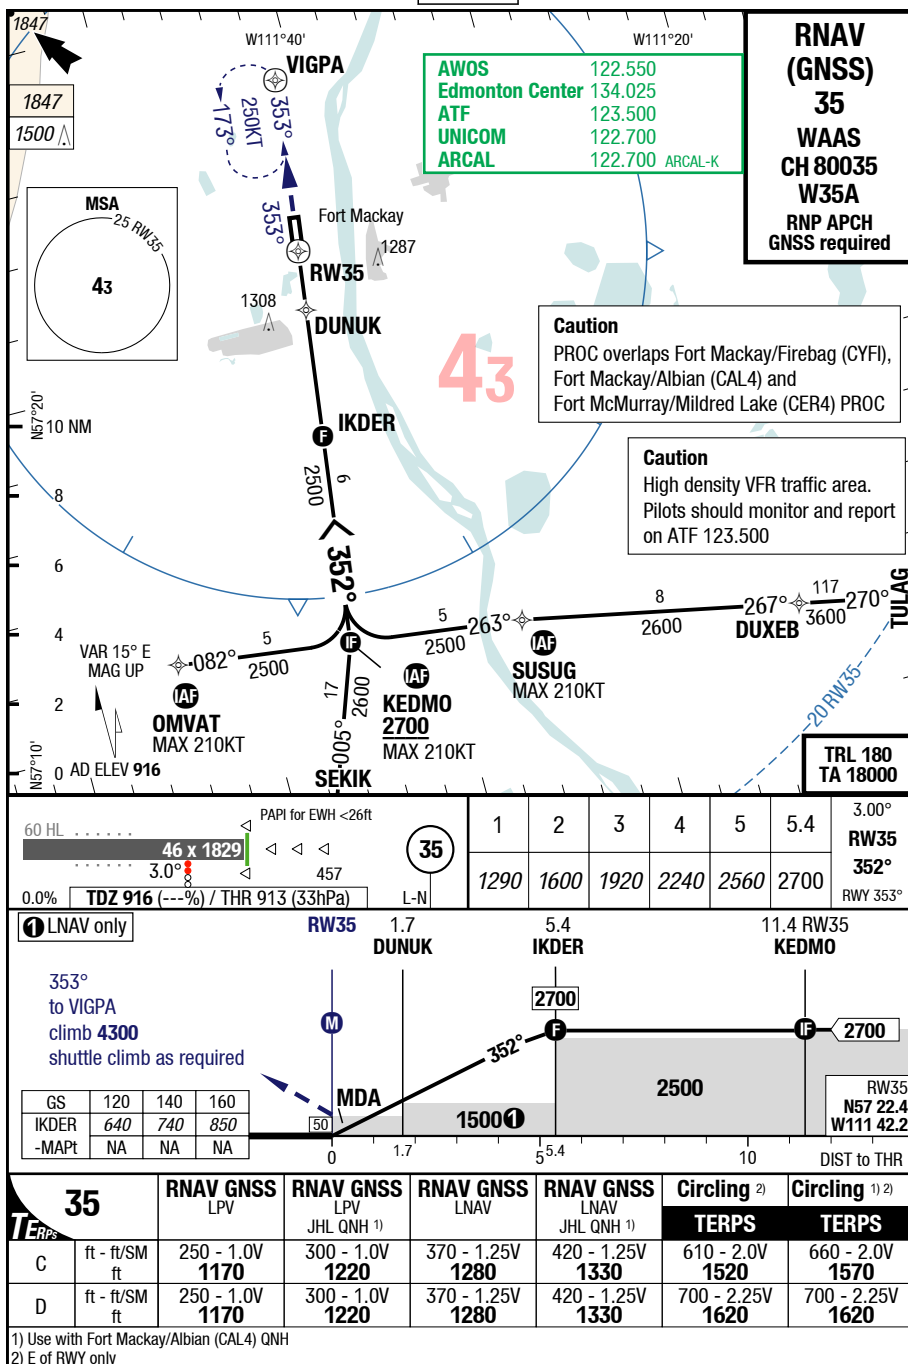 1847
1847
1500
W111°40'
W111°20'
VIGPA
353°
250KT
173°
353°
AWOS 122.550
Edmonton Center 134.025
ATF 123.500
UNICOM 122.700
ARCAL 122.700 ARCAL-K
RNAV
(GNSS)
35
WAAS
CH 80035
W35A
RNP APCH
GNSS required
MSA
25 RW35
43
Fort Mackay
1287
RW35
1308
DUNUK
43
Caution
PROC overlaps Fort Mackay/Firebag (CYFI),
Fort Mackay/Albian (CAL4) and
Fort McMurray/Mildred Lake (CER4) PROC
Caution
High density VFR traffic area.
Pilots should monitor and report
on ATF 123.500
N57°20'
10 NM
8
6
4
2
0
N57°10'
IKDER
F
6
2500
352°
IF
VAR 15° E
MAG UP
AD ELEV 916
082°
5
2500
IAF
OMVAT
MAX 210KT
17
2600
005°
SEKIK
IAF
KEDMO
2700
MAX 210KT
5
2500
263°
IAF
SUSUG
MAX 210KT
8
2600
267°
DUXEB
117
3600
270°
TULAG
20 RW35
TRL 180
TA 18000
60 HL
PAPI for EWH <26ft
46 x 1829
3.0°
457
0.0%
TDZ 916 (---%) / THR 913 (33hPa)
L-N
35
1 2 3 4 5 5.4
1290 1600 1920 2240 2560 2700
3.00°
RW35
352°
RWY 353°
1 LNAV only
RW35
1.7
DUNUK
5.4
IKDER
11.4 RW35
KEDMO
353°
to VIGPA
climb 4300
shuttle climb as required
M
2700
F
352°
IF
2700
MDA
2500
1500 1
50
RW35
N57 22.4
W111 42.2
GS 120 140 160
IKDER 640 740 850
-MAPt NA NA NA
0 1.7 5 5.4 10 DIST to THR
TERPs
35
RNAV GNSS
LPV
RNAV GNSS
LPV
JHL QNH 1)
RNAV GNSS
LNAV
RNAV GNSS
LNAV
JHL QNH 1)
Circling 2)
TERPS
Circling 1) 2)
TERPS
C ft - ft/SM 250 - 1.0V 300 - 1.0V 370 - 1.25V 420 - 1.25V 610 - 2.0V 660 - 2.0V
ft 1170 1220 1280 1330 1520 1570
D ft - ft/SM 250 - 1.0V 300 - 1.0V 370 - 1.25V 420 - 1.25V 700 - 2.25V 700 - 2.25V
ft 1170 1220 1280 1330 1620 1620
1) Use with Fort Mackay/Albian (CAL4) QNH
2) E of RWY only